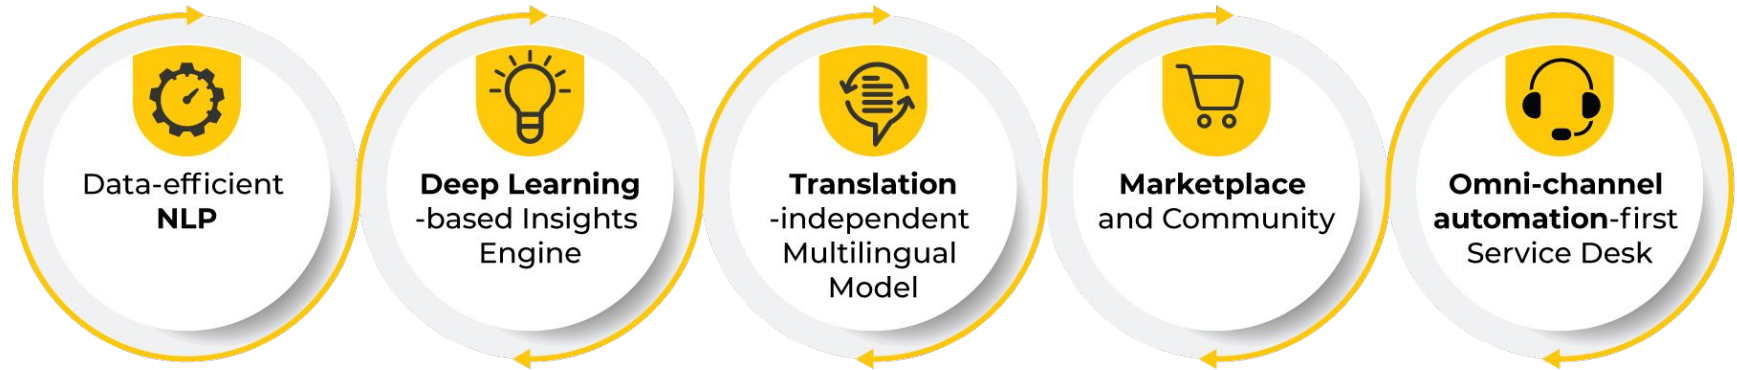 Data-efficient
NLP
Deep Learning
-based Insights
Engine
Translation
-independent
Multilingual
Model
Marketplace
and Community
Omni-channel
automation-first
Service Desk